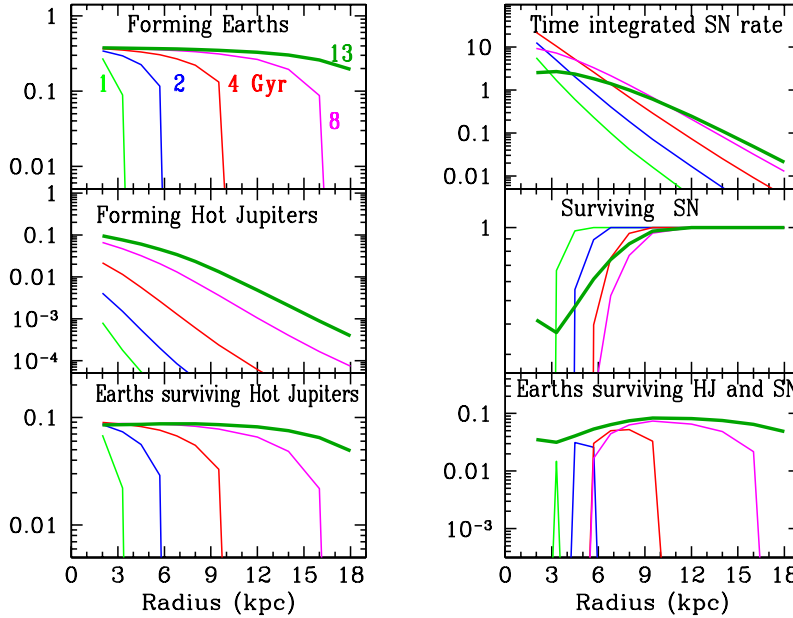 Forming Earths
1
0.1
0.01
1
2
4 Gyr
8
13
Time integrated SN rate
10
1
0.1
0.01
Forming Hot Jupiters
0.1
0.01
10⁻³
10⁻⁴
Surviving SN
1
Earths surviving Hot Jupiters
0.1
0.01
0 3 6 9 12 15 18
Radius (kpc)
Earths surviving HJ and SN
0.1
0.01
10⁻³
0 3 6 9 12 15 18
Radius (kpc)